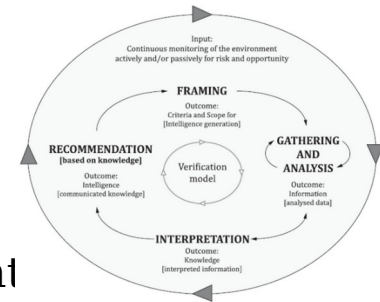 Input:
Continuous monitoring of the environment
actively and/or passively for risk and opportunity
FRAMING
Outcome:
Criteria and Scope for
[Intelligence generation]
RECOMMENDATION
[based on knowledge]
Outcome:
Intelligence
[communicated knowledge]
Verification
model
GATHERING
AND
ANALYSIS
Outcome:
Information
[analysed data]
INTERPRETATION
Outcome:
Knowledge
[interpreted information]